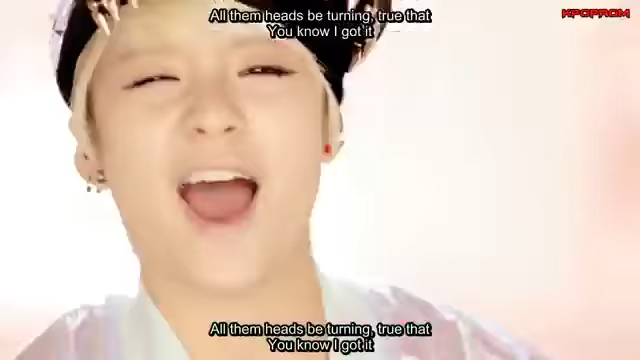 All them heads be turning, true that
You know I got it
KPOPROM
All them heads be turning, true that
You know I got it